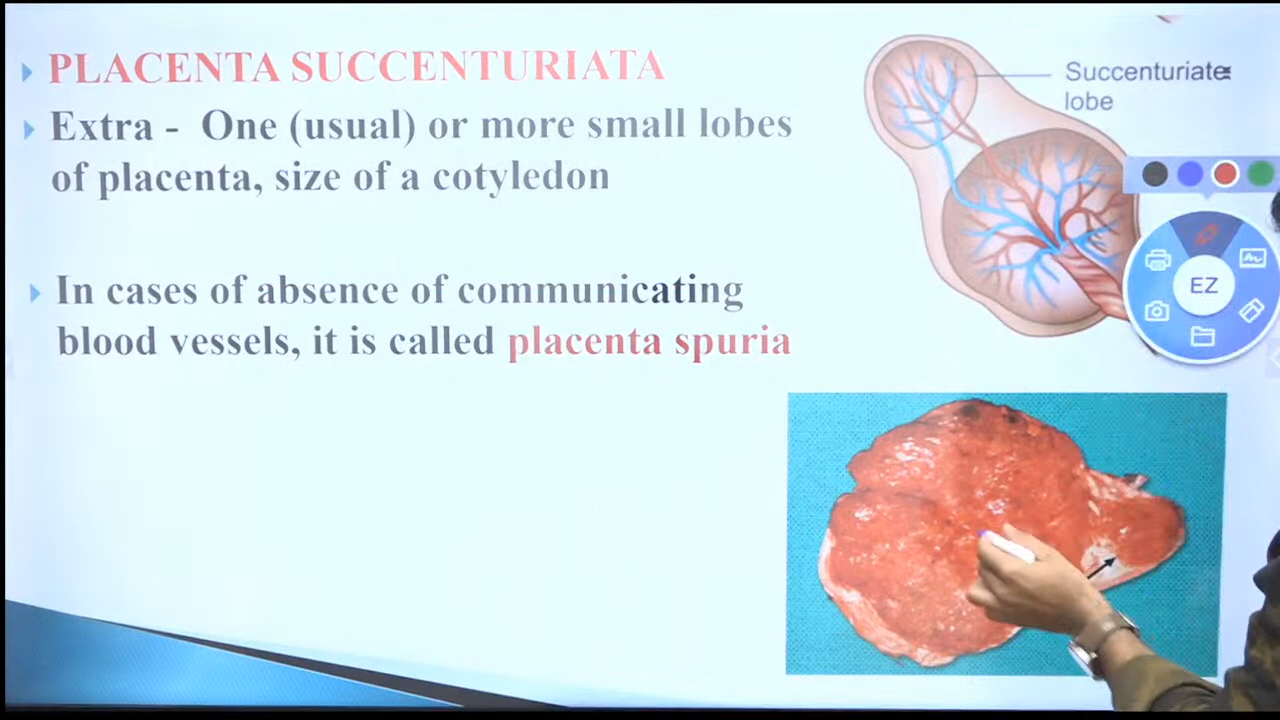 PLACENTA SUCCENTURIATA
Extra - One (usual) or more small lobes
of placenta, size of a cotyledon
In cases of absence of communicating
blood vessels, it is called placenta spuria
Succenturiate
lobe
EZ